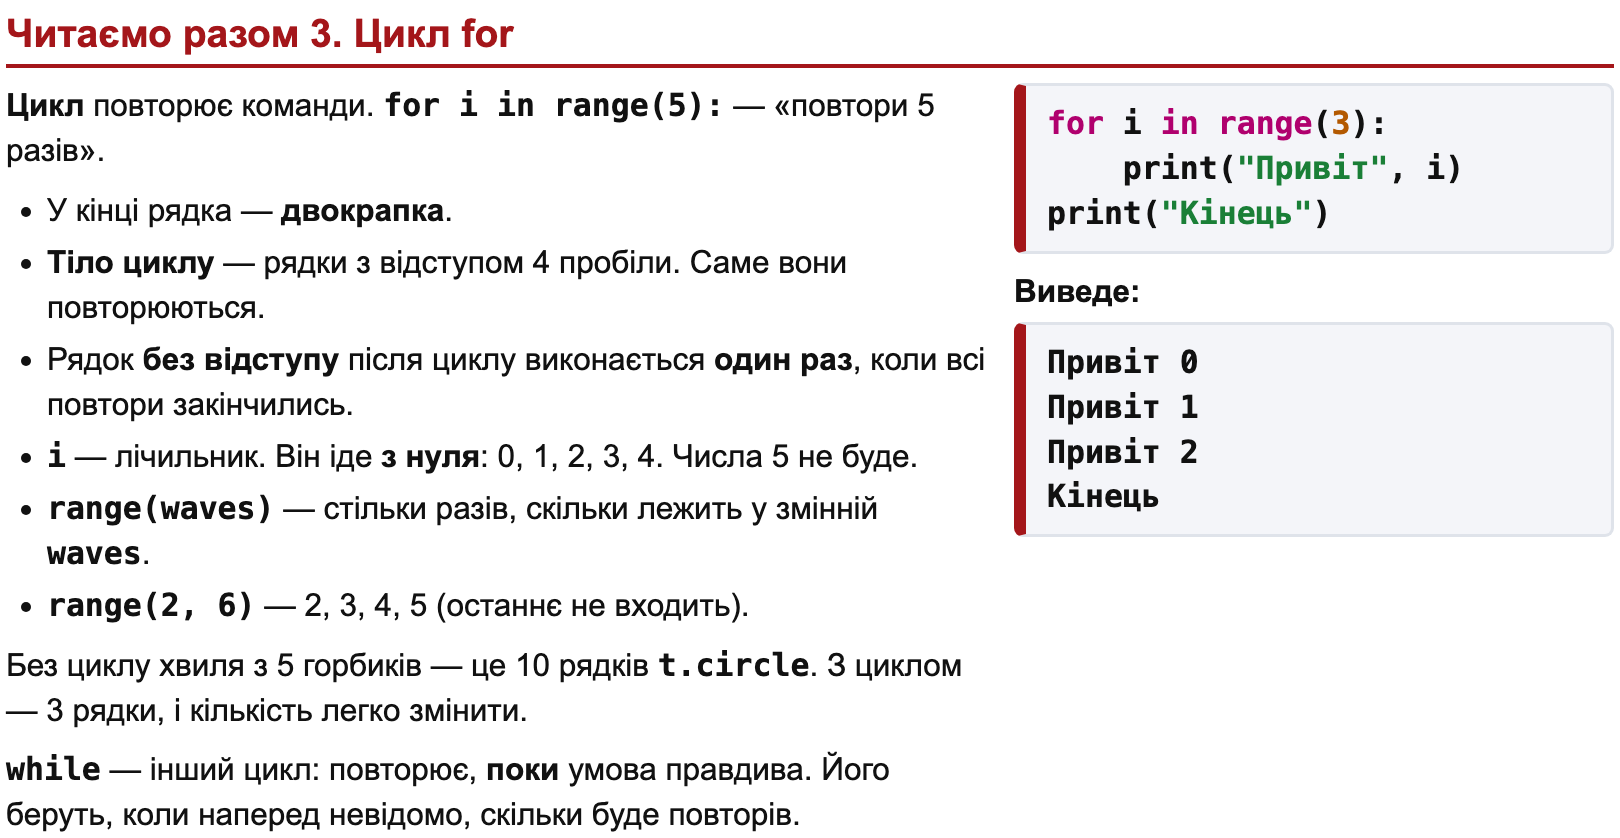 Читаємо разом 3. Цикл for
Цикл повторює команди. for i in range(5): — «повтори 5
разів».
• У кінці рядка — двокрапка.
• Тіло циклу — рядки з відступом 4 пробіли. Саме вони
повторюються.
• Рядок без відступу після циклу виконається один раз, коли всі
повтори закінчились.
• i — лічильник. Він іде з нуля: 0, 1, 2, 3, 4. Числа 5 не буде.
• range(waves) — стільки разів, скільки лежить у змінній
waves.
• range(2, 6) — 2, 3, 4, 5 (останнє не входить).
Без циклу хвиля з 5 горбиків — це 10 рядків t.circle. З циклом
— 3 рядки, і кількість легко змінити.
while — інший цикл: повторює, поки умова правдива. Його
беруть, коли наперед невідомо, скільки буде повторів.
for i in range(3):
    print("Привіт", i)
print("Кінець")
Виведе:
Привіт 0
Привіт 1
Привіт 2
Кінець